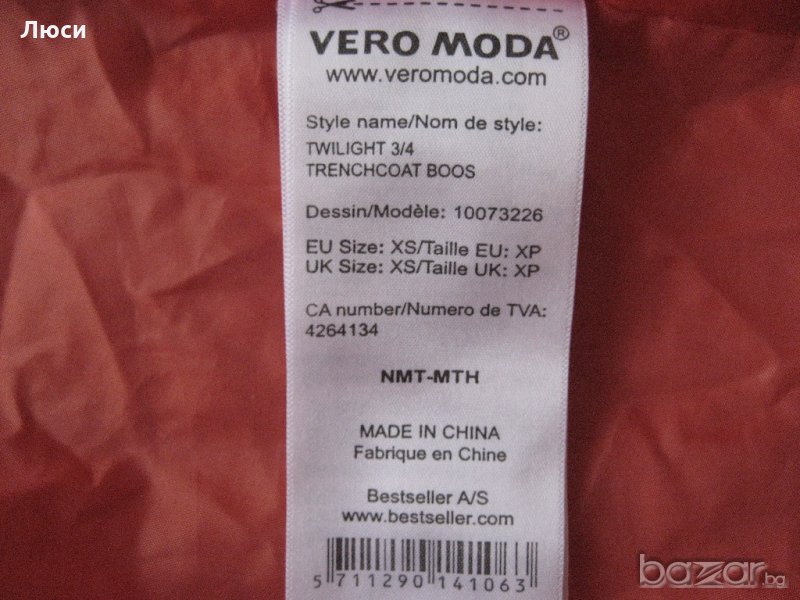 Люси
VERO MODA®
www.veromoda.com
Style name/Nom de style:
TWILIGHT 3/4
TRENCHCOAT BOOS
Dessin/Modèle: 10073226
EU Size: XS/Taille EU: XP
UK Size: XS/Taille UK: XP
CA number/Numero de TVA:
4264134
NMT-MTH
MADE IN CHINA
Fabrique en Chine
Bestseller A/S
www.bestseller.com
5 711290 141063
bazar.bg